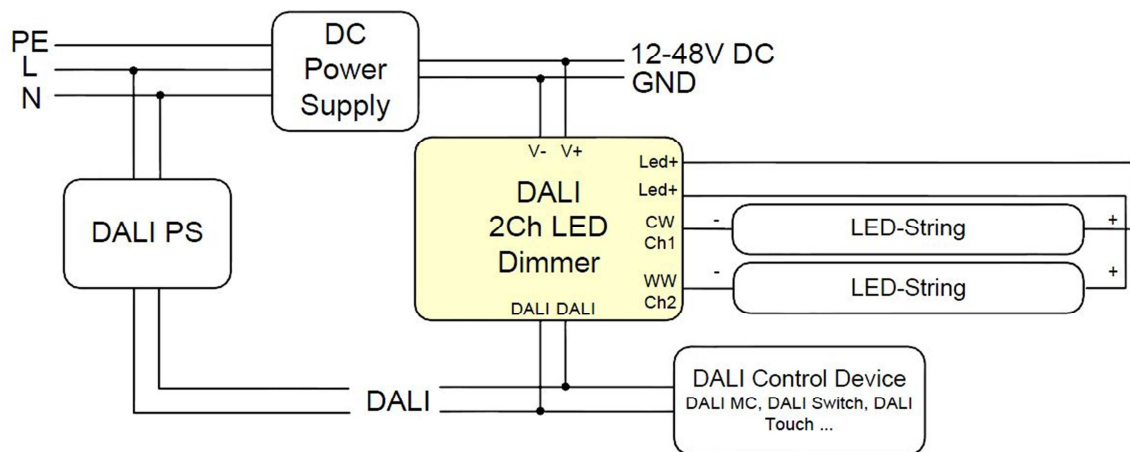 PE
L
N
DC
Power
Supply
12-48V DC
GND
DALI PS
V- V+
DALI
2Ch LED
Dimmer
Led+
Led+
CW
Ch1
WW
Ch2
DALI DALI
- LED-String +
- LED-String +
DALI
DALI Control Device
DALI MC, DALI Switch, DALI
Touch ...